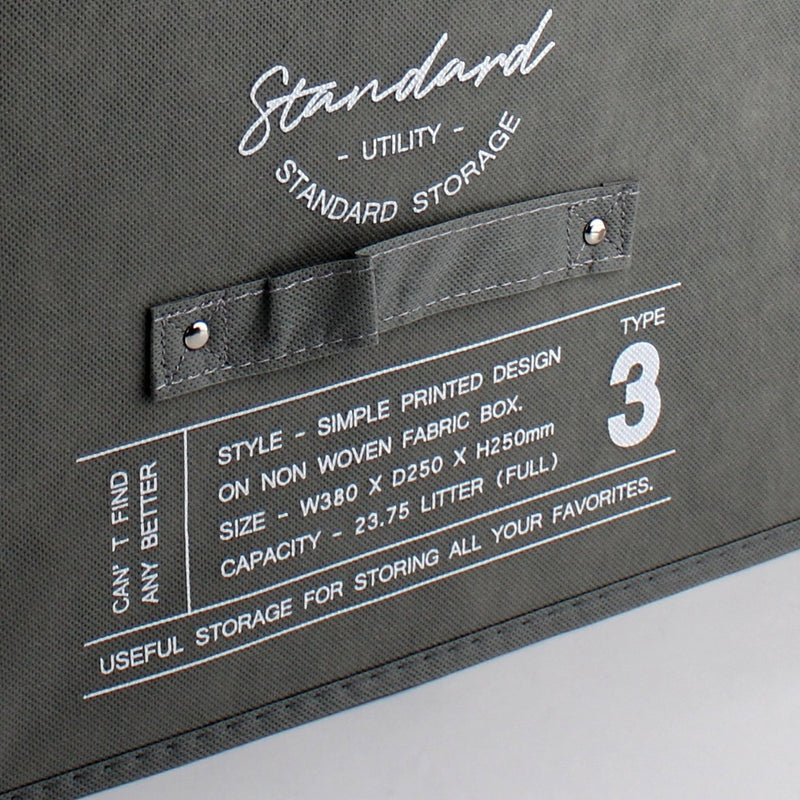 Standard
- UTILITY -
STANDARD STORAGE
TYPE
3
STYLE - SIMPLE PRINTED DESIGN
ON NON WOVEN FABRIC BOX.
SIZE - W380 X D250 X H250mm
CAPACITY - 23.75 LITTER (FULL)
CAN'T FIND
ANY BETTER
USEFUL STORAGE FOR STORING ALL YOUR FAVORITES.